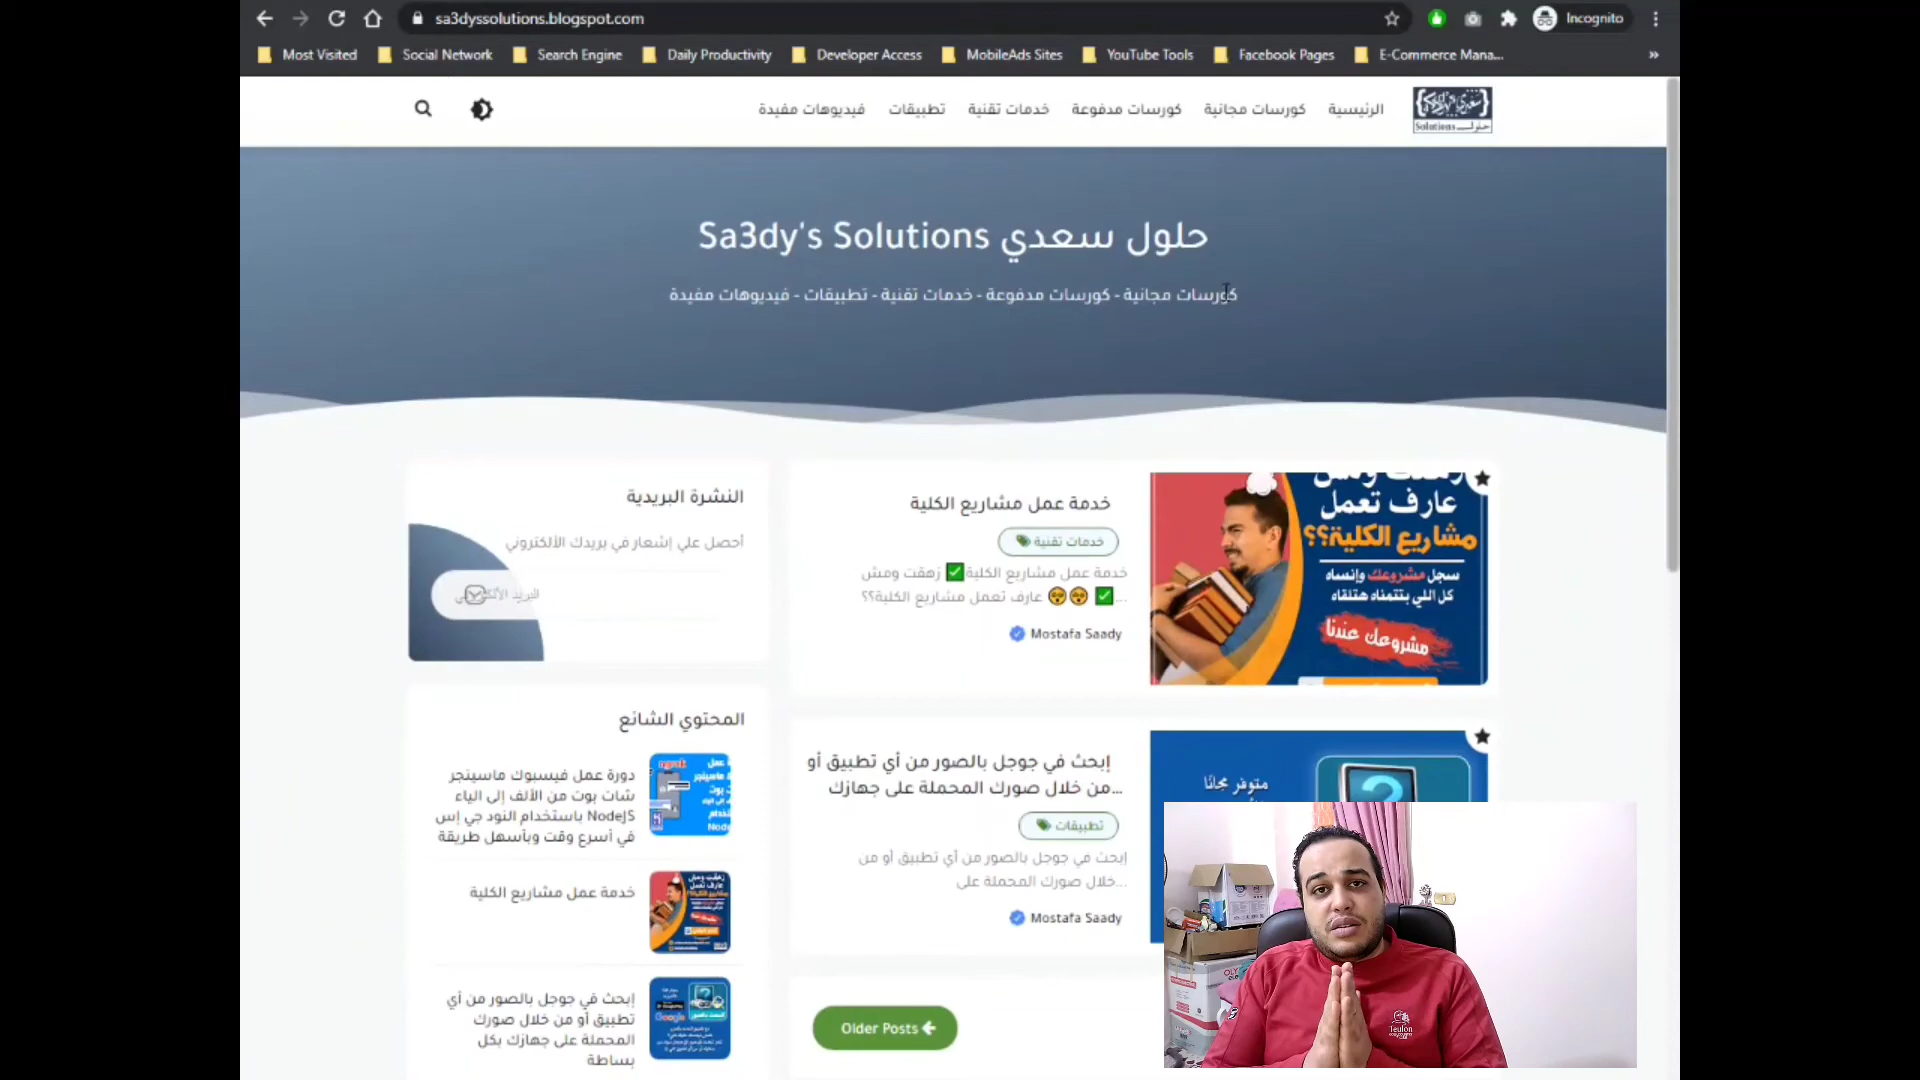 sa3dyssolutions.blogspot.com
Incognito
Most Visited
Social Network
Search Engine
Daily Productivity
Developer Access
MobileAds Sites
YouTube Tools
Facebook Pages
E-Commerce Mana...
الرئيسية
كورسات مجانية
كورسات مدفوعة
خدمات تقنية
تطبيقات
فيديوهات مفيدة
Solutions حلول
حلول سعدي Sa3dy's Solutions
كورسات مجانية - كورسات مدفوعة - خدمات تقنية - تطبيقات - فيديوهات مفيدة
عارف تعمل
مشاريع الكلية؟؟
سجل مشروعك وإنساه
كل اللي بتتمناه هتلقاه
مشروعك عندنا
خدمة عمل مشاريع الكلية
خدمات تقنية
خدمة عمل مشاريع الكلية✅ زهقت ومش
عارف تعمل مشاريع الكلية؟؟ 😵😵 ✅ ...
Mostafa Saady
متوفر مجانًا
إبحث في جوجل بالصور من أي تطبيق أو
من خلال صورك المحملة على جهازك...
تطبيقات
إبحث في جوجل بالصور من أي تطبيق أو من
خلال صورك المحملة على...
Mostafa Saady
Older Posts
النشرة البريدية
أحصل علي إشعار في بريدك الألكتروني
المحتوي الشائع
دورة عمل فيسبوك ماسينجر
شات بوت من الألف إلى الياء
باستخدام النود جي إس NodeJS
في أسرع وقت وبأسهل طريقة
خدمة عمل مشاريع الكلية
إبحث في جوجل بالصور من أي
تطبيق أو من خلال صورك
المحملة على جهازك بكل
بساطة
Google
Teulon